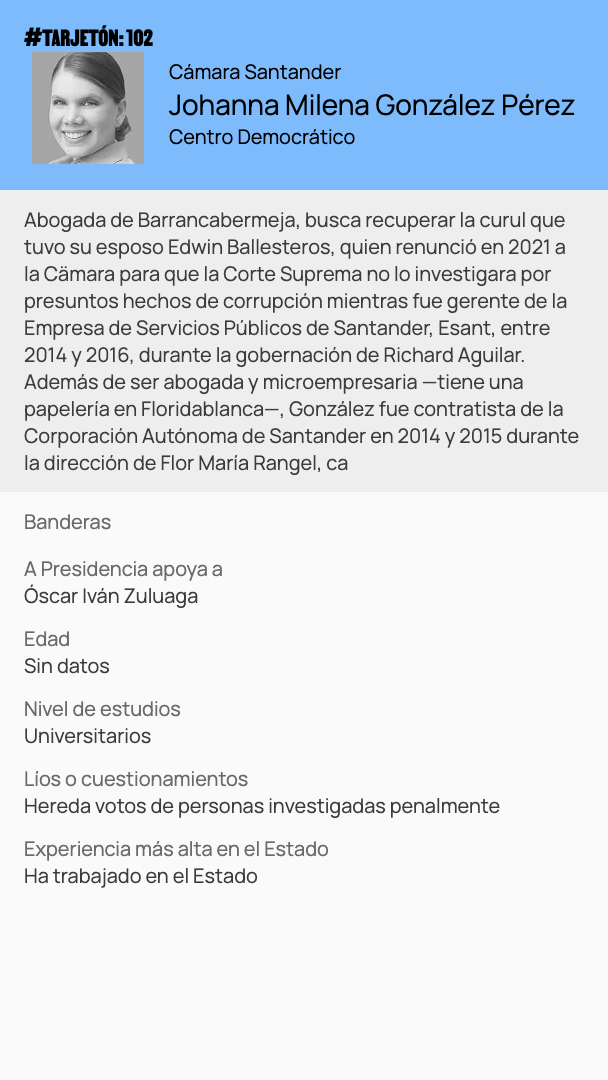 #TARJETÓN: 102
Cámara Santander
Johanna Milena González Pérez
Centro Democrático
Abogada de Barrancabermeja, busca recuperar la curul que
tuvo su esposo Edwin Ballesteros, quien renunció en 2021 a
la Cämara para que la Corte Suprema no lo investigara por
presuntos hechos de corrupción mientras fue gerente de la
Empresa de Servicios Públicos de Santander, Esant, entre
2014 y 2016, durante la gobernación de Richard Aguilar.
Además de ser abogada y microempresaria —tiene una
papelería en Floridablanca—, González fue contratista de la
Corporación Autónoma de Santander en 2014 y 2015 durante
la dirección de Flor María Rangel, ca
Banderas
A Presidencia apoya a
Óscar Iván Zuluaga
Edad
Sin datos
Nivel de estudios
Universitarios
Líos o cuestionamientos
Hereda votos de personas investigadas penalmente
Experiencia más alta en el Estado
Ha trabajado en el Estado